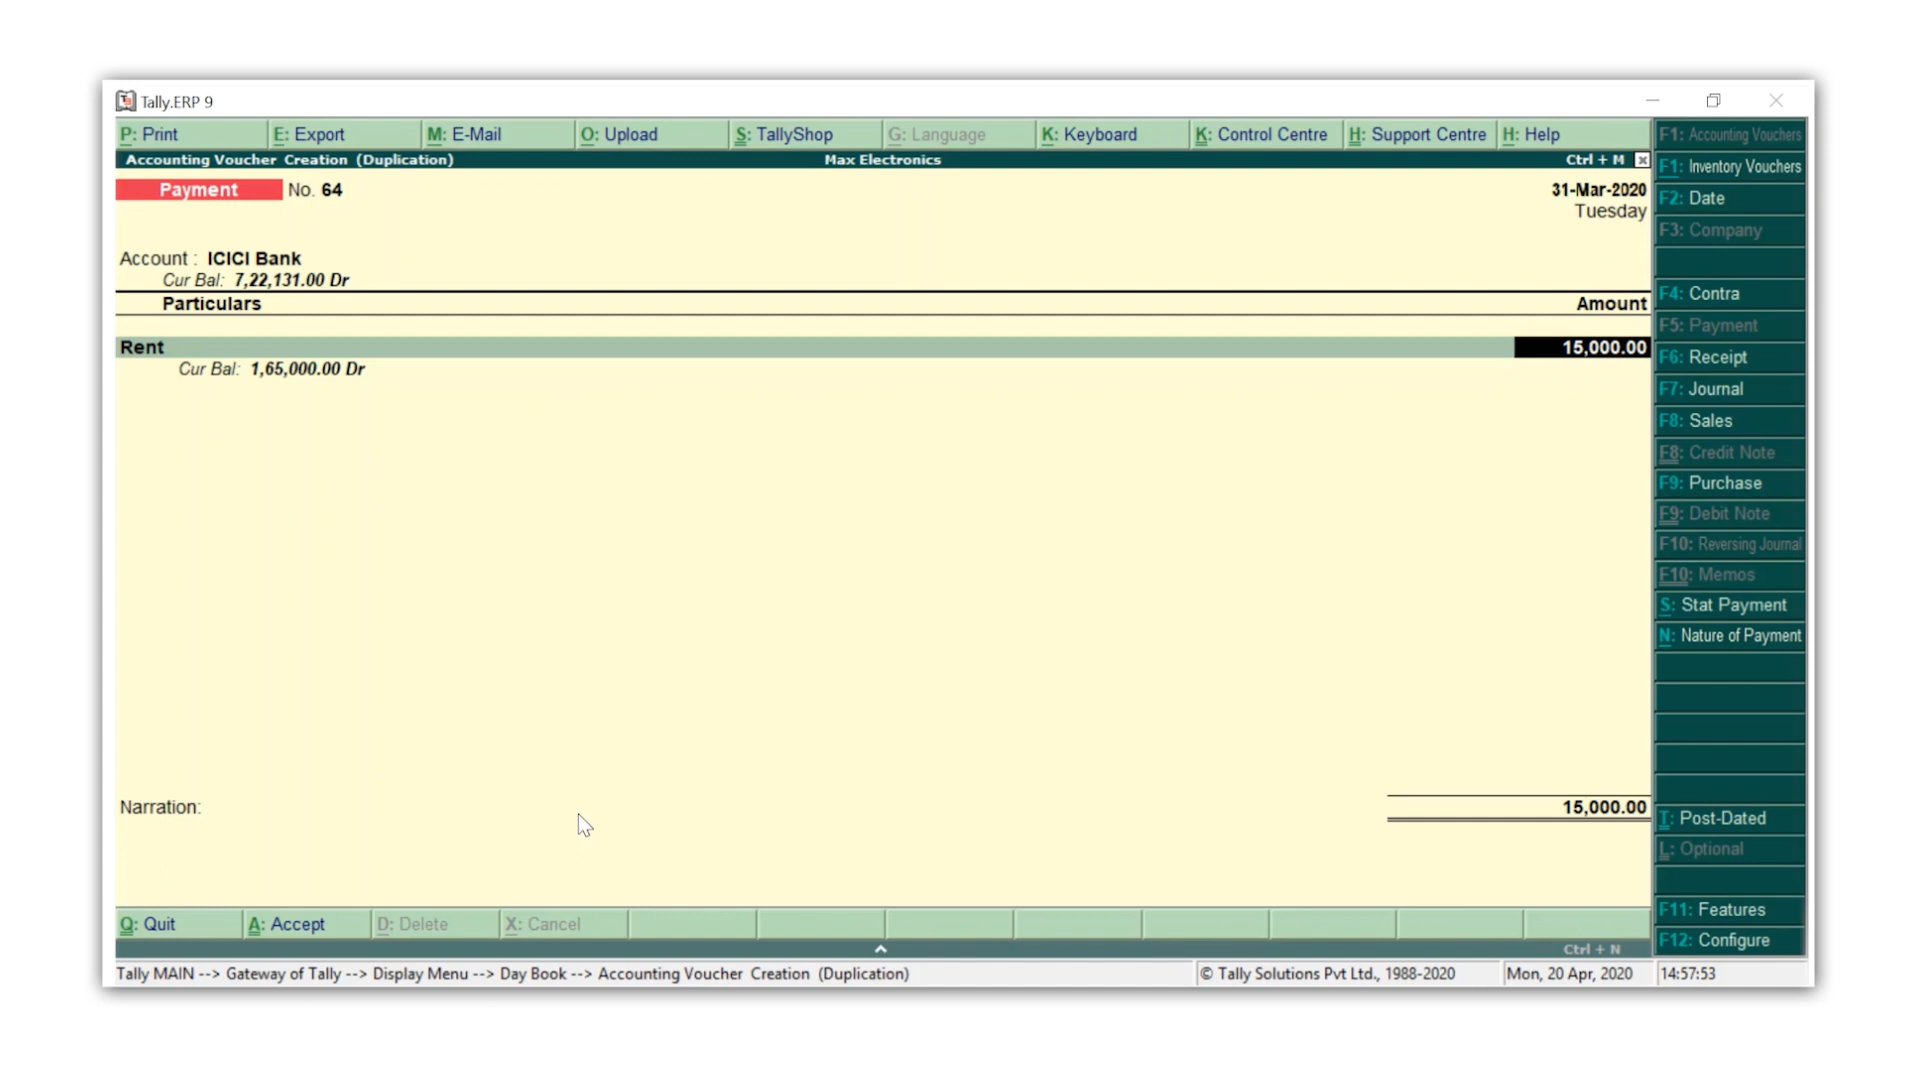 Tally.ERP 9
P: Print E: Export M: E-Mail O: Upload S: TallyShop G: Language K: Keyboard K: Control Centre H: Support Centre H: Help
Accounting Voucher Creation (Duplication) Max Electronics Ctrl + M
Payment No. 64 31-Mar-2020
Tuesday
Account : ICICI Bank
Cur Bal: 7,22,131.00 Dr
Particulars Amount
Rent 15,000.00
Cur Bal: 1,65,000.00 Dr
Narration: 15,000.00
Q: Quit A: Accept D: Delete X: Cancel
Ctrl + N
Tally MAIN --> Gateway of Tally --> Display Menu --> Day Book --> Accounting Voucher Creation (Duplication) © Tally Solutions Pvt Ltd., 1988-2020 Mon, 20 Apr, 2020 14:57:53
F1: Accounting Vouchers
F1: Inventory Vouchers
F2: Date
F3: Company
F4: Contra
F5: Payment
F6: Receipt
F7: Journal
F8: Sales
F8: Credit Note
F9: Purchase
F9: Debit Note
F10: Reversing Journal
F10: Memos
S: Stat Payment
N: Nature of Payment
T: Post-Dated
L: Optional
F11: Features
F12: Configure